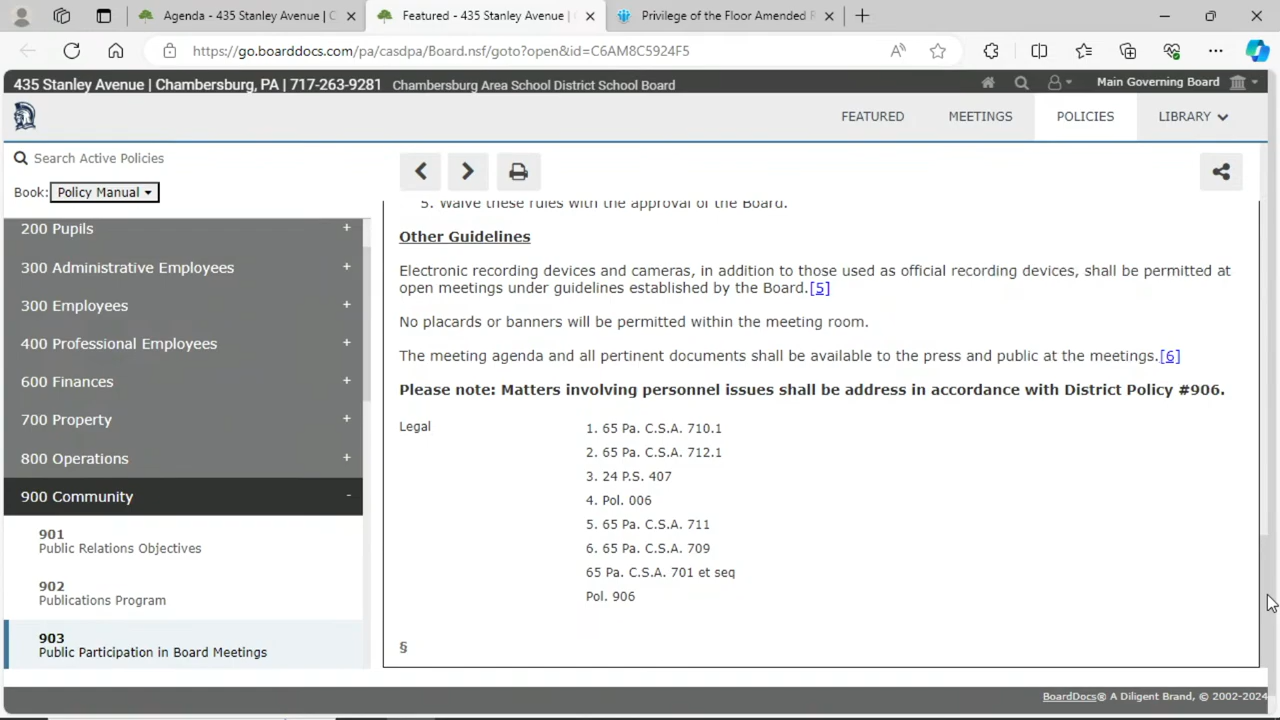 Agenda - 435 Stanley Avenue | C
Featured - 435 Stanley Avenue |
Privilege of the Floor Amended R
https://go.boarddocs.com/pa/casdpa/Board.nsf/goto?open&id=C6AM8C5924F5
435 Stanley Avenue | Chambersburg, PA | 717-263-9281 Chambersburg Area School District School Board
Main Governing Board
FEATURED
MEETINGS
POLICIES
LIBRARY
Search Active Policies
Book: Policy Manual
200 Pupils +
300 Administrative Employees +
300 Employees +
400 Professional Employees +
600 Finances +
700 Property +
800 Operations +
900 Community -
901
Public Relations Objectives
902
Publications Program
903
Public Participation in Board Meetings
5. Waive these rules with the approval of the Board.
Other Guidelines
Electronic recording devices and cameras, in addition to those used as official recording devices, shall be permitted at
open meetings under guidelines established by the Board.[5]
No placards or banners will be permitted within the meeting room.
The meeting agenda and all pertinent documents shall be available to the press and public at the meetings.[6]
Please note: Matters involving personnel issues shall be address in accordance with District Policy #906.
Legal
1. 65 Pa. C.S.A. 710.1
2. 65 Pa. C.S.A. 712.1
3. 24 P.S. 407
4. Pol. 006
5. 65 Pa. C.S.A. 711
6. 65 Pa. C.S.A. 709
65 Pa. C.S.A. 701 et seq
Pol. 906
§
BoardDocs® A Diligent Brand, © 2002-2024